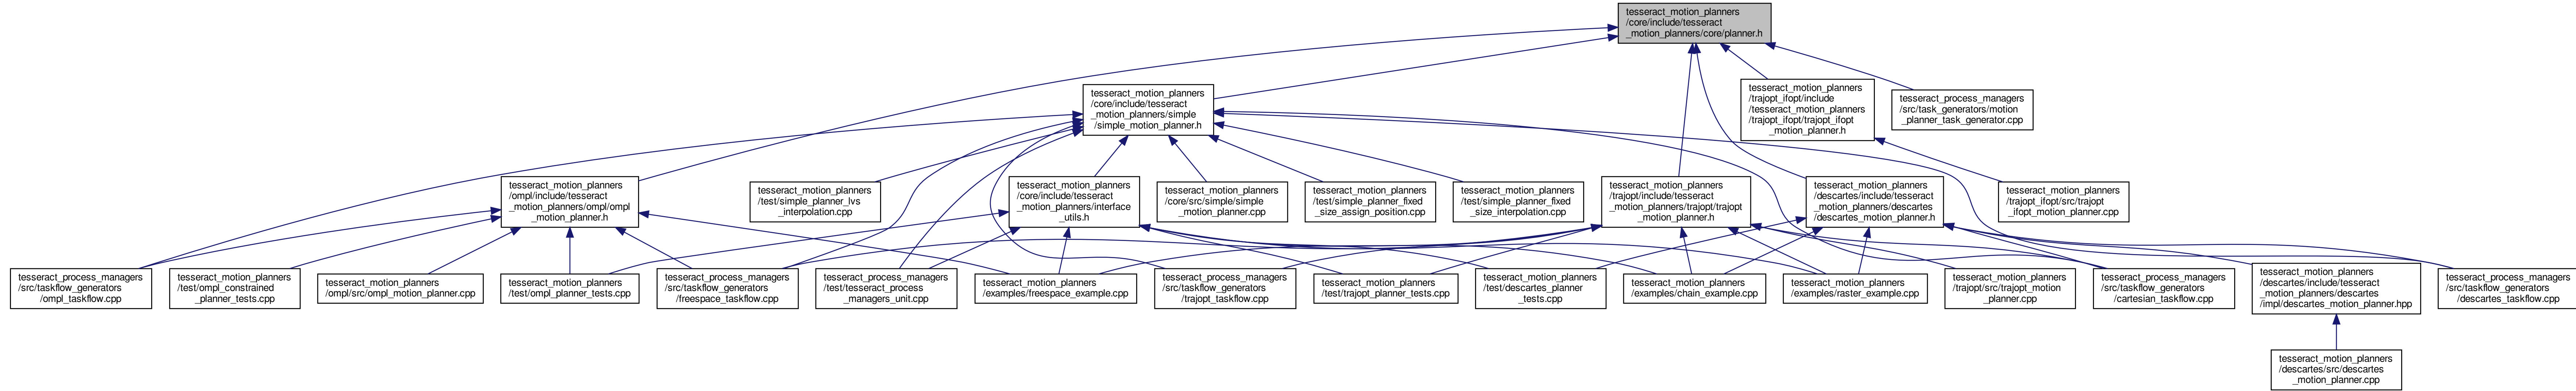 tesseract_motion_planners
/core/include/tesseract
_motion_planners/core/planner.h
tesseract_motion_planners
/core/include/tesseract
_motion_planners/simple
/simple_motion_planner.h
tesseract_motion_planners
/trajopt_ifopt/include
/tesseract_motion_planners
/trajopt_ifopt/trajopt_ifopt
_motion_planner.h
tesseract_process_managers
/src/task_generators/motion
_planner_task_generator.cpp
tesseract_motion_planners
/ompl/include/tesseract
_motion_planners/ompl/ompl
_motion_planner.h
tesseract_motion_planners
/test/simple_planner_lvs
_interpolation.cpp
tesseract_motion_planners
/core/include/tesseract
_motion_planners/interface
_utils.h
tesseract_motion_planners
/core/src/simple/simple
_motion_planner.cpp
tesseract_motion_planners
/test/simple_planner_fixed
_size_assign_position.cpp
tesseract_motion_planners
/test/simple_planner_fixed
_size_interpolation.cpp
tesseract_motion_planners
/trajopt/include/tesseract
_motion_planners/trajopt/trajopt
_motion_planner.h
tesseract_motion_planners
/descartes/include/tesseract
_motion_planners/descartes
/descartes_motion_planner.h
tesseract_motion_planners
/trajopt_ifopt/src/trajopt
_ifopt_motion_planner.cpp
tesseract_process_managers
/src/taskflow_generators
/ompl_taskflow.cpp
tesseract_motion_planners
/test/ompl_constrained
_planner_tests.cpp
tesseract_motion_planners
/ompl/src/ompl_motion_planner.cpp
tesseract_motion_planners
/test/ompl_planner_tests.cpp
tesseract_process_managers
/src/taskflow_generators
/freespace_taskflow.cpp
tesseract_process_managers
/test/tesseract_process
_managers_unit.cpp
tesseract_motion_planners
/examples/freespace_example.cpp
tesseract_process_managers
/src/taskflow_generators
/trajopt_taskflow.cpp
tesseract_motion_planners
/test/trajopt_planner_tests.cpp
tesseract_motion_planners
/test/descartes_planner
_tests.cpp
tesseract_motion_planners
/examples/chain_example.cpp
tesseract_motion_planners
/examples/raster_example.cpp
tesseract_motion_planners
/trajopt/src/trajopt_motion
_planner.cpp
tesseract_process_managers
/src/taskflow_generators
/cartesian_taskflow.cpp
tesseract_motion_planners
/descartes/include/tesseract
_motion_planners/descartes
/impl/descartes_motion_planner.hpp
tesseract_process_managers
/src/taskflow_generators
/descartes_taskflow.cpp
tesseract_motion_planners
/descartes/src/descartes
_motion_planner.cpp